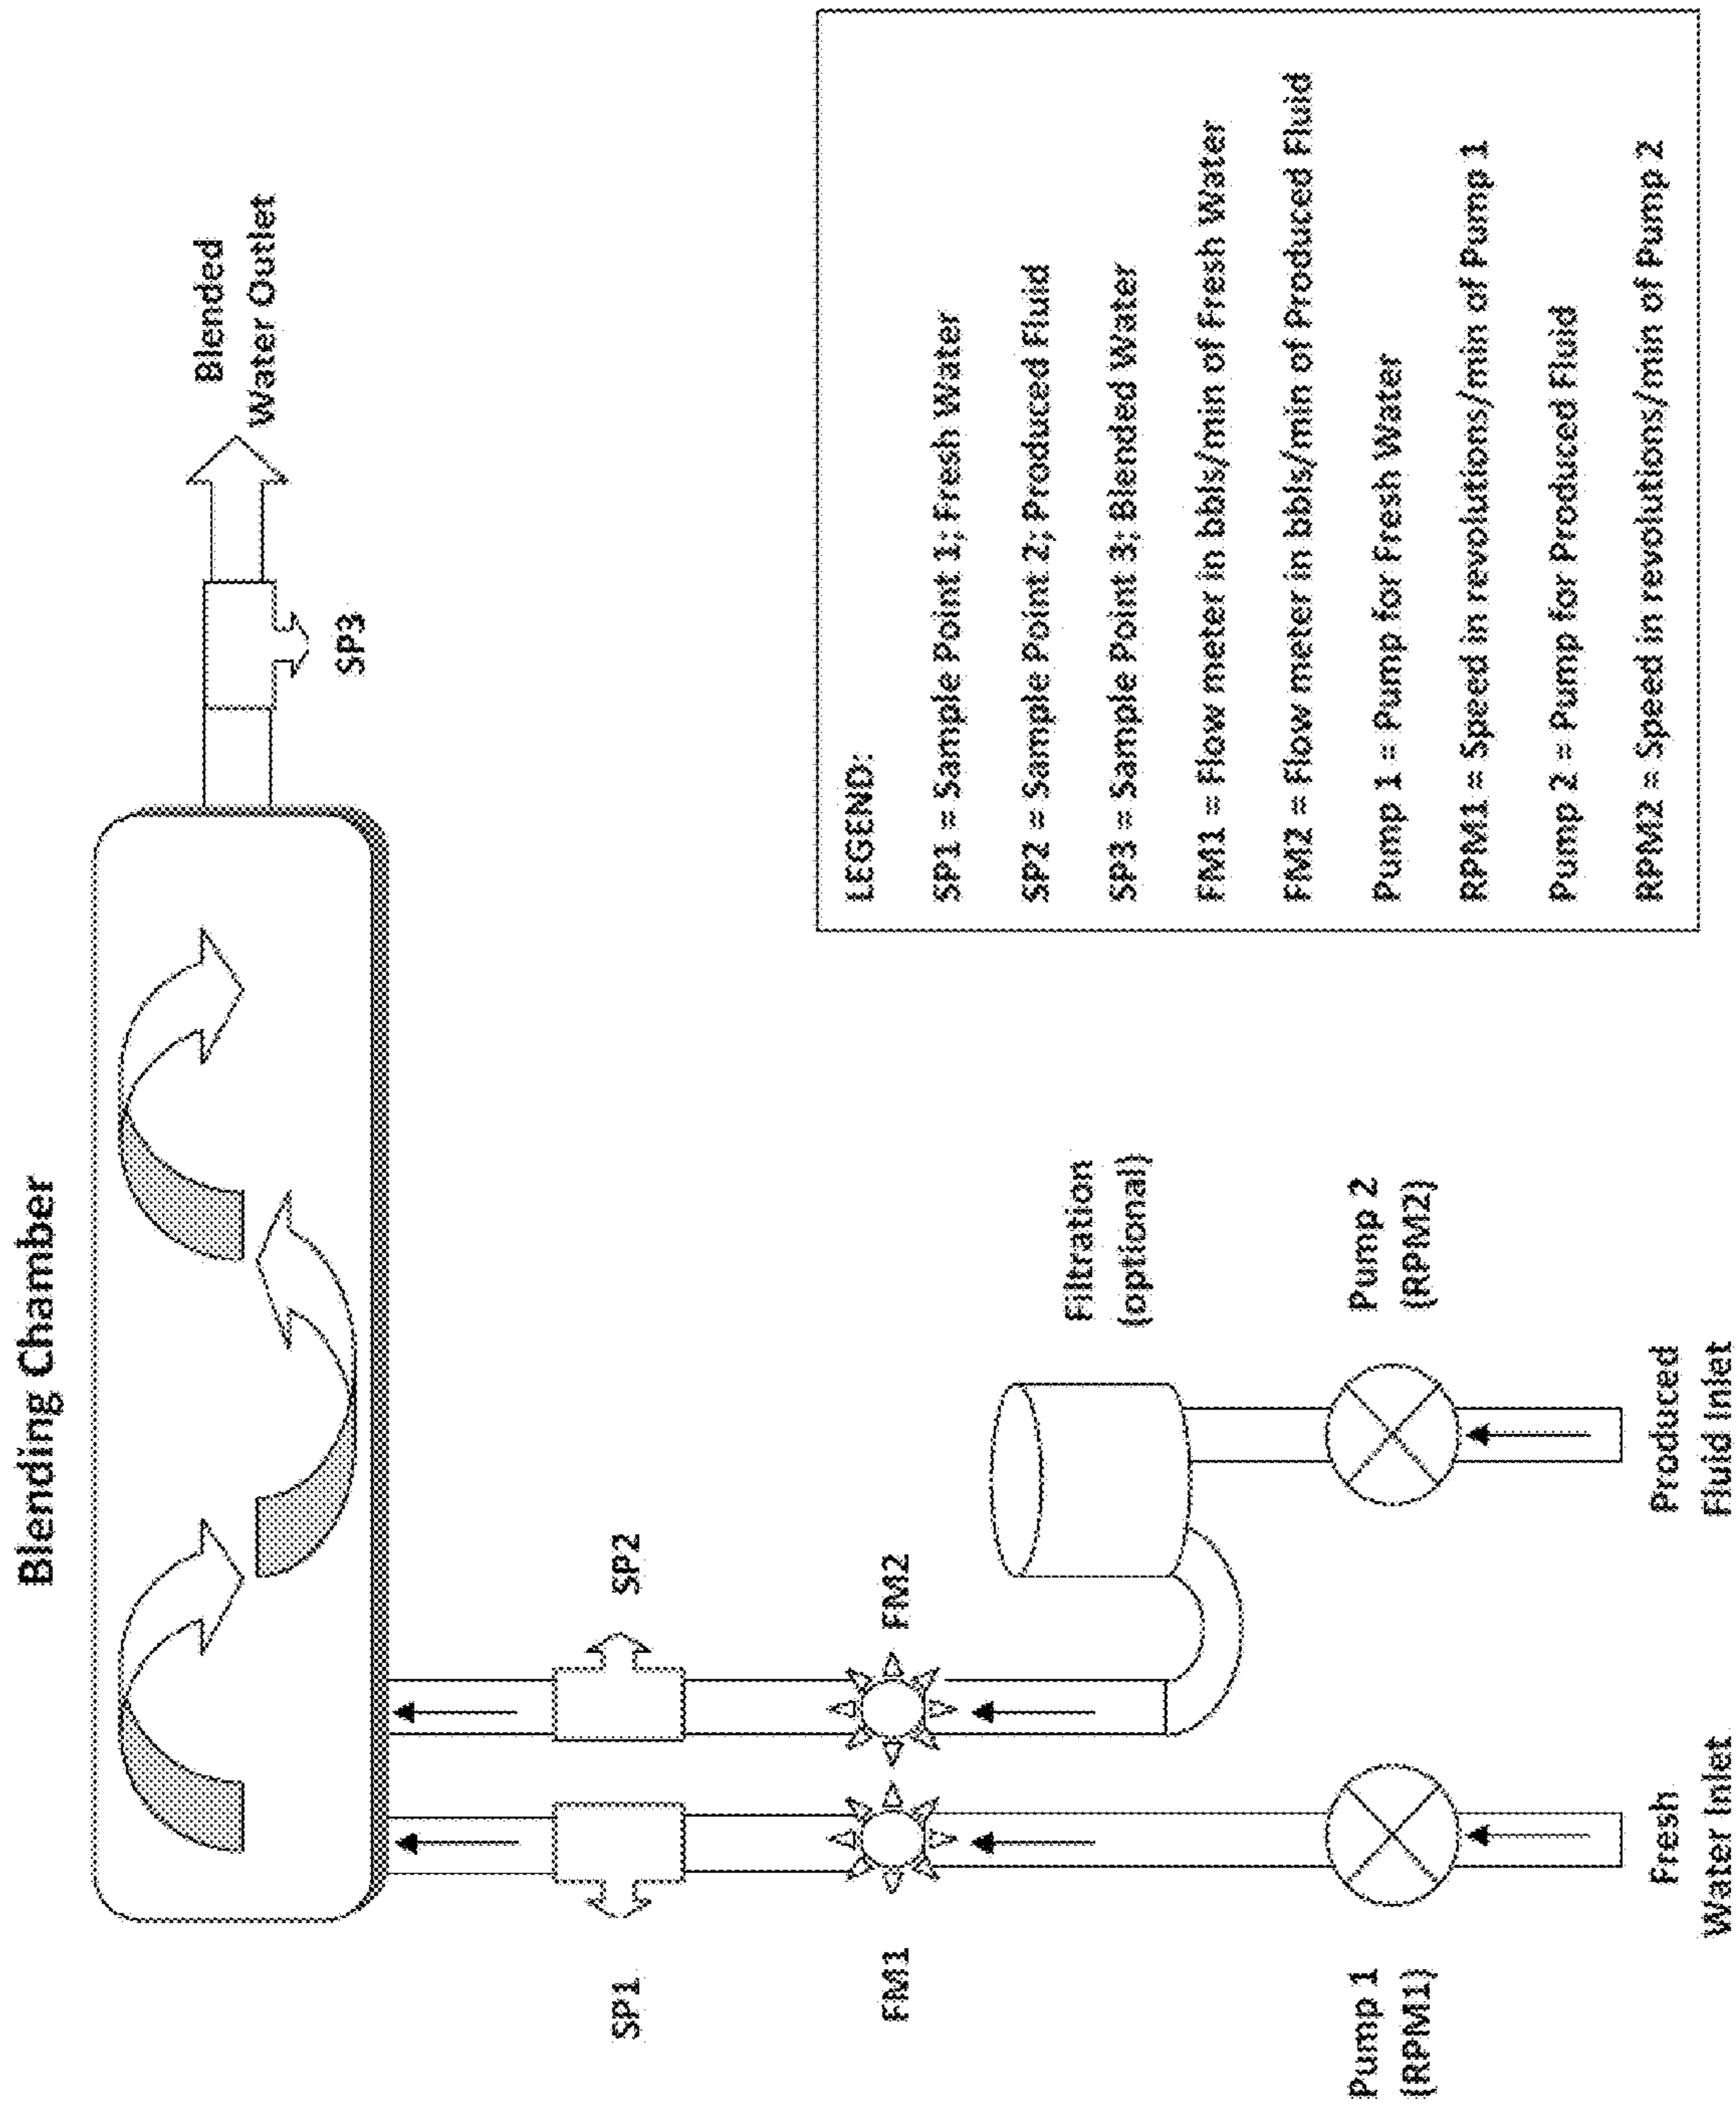 Blending Chamber
Blended
Water Outlet
SP3
SP1
SP2
FM1
FM2
Filtration
(optional)
Pump 1
(RPM1)
Pump 2
(RPM2)
Fresh
Water Inlet
Produced
Fluid Inlet
LEGEND:
SP1 = Sample Point 1; Fresh Water
SP2 = Sample Point 2; Produced Fluid
SP3 = Sample Point 3; Blended Water
FM1 = Flow meter in bbls/min of Fresh Water
FM2 = Flow meter in bbls/min of Produced Fluid
Pump 1 = Pump for Fresh Water
RPM1 = Speed in revolutions/min of Pump 1
Pump 2 = Pump for Produced Fluid
RPM2 = Speed in revolutions/min of Pump 2